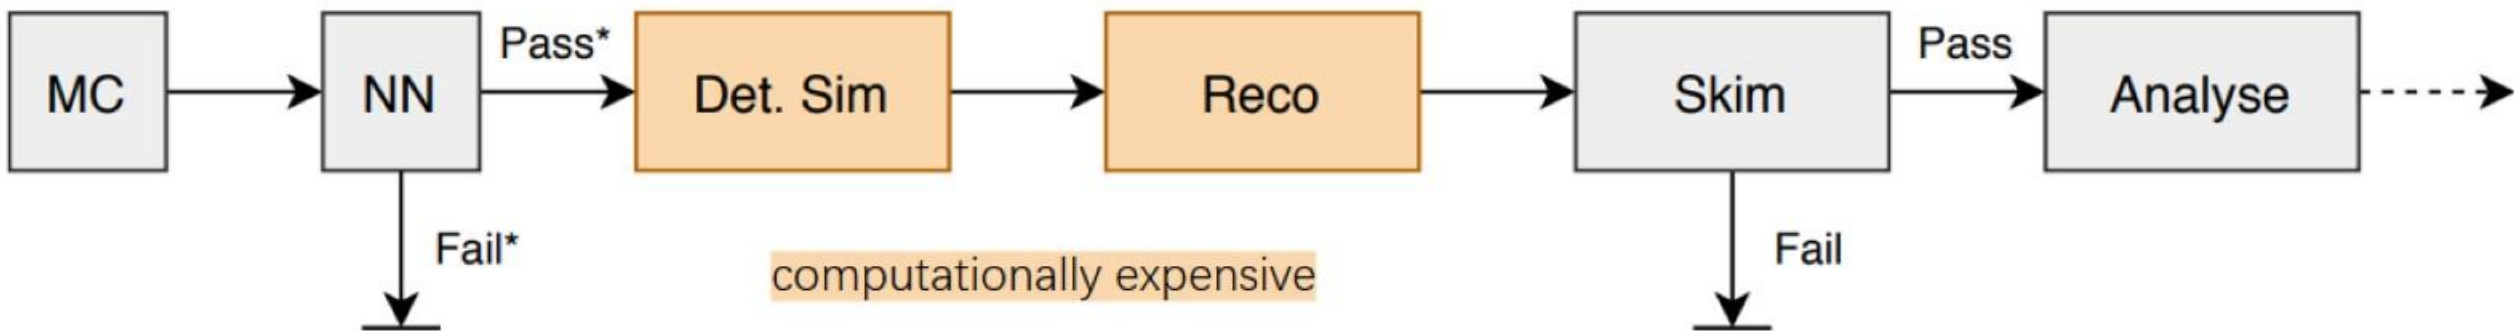 MC
NN
Pass*
Det. Sim
Reco
Skim
Pass
Analyse
Fail*
computationally expensive
Fail